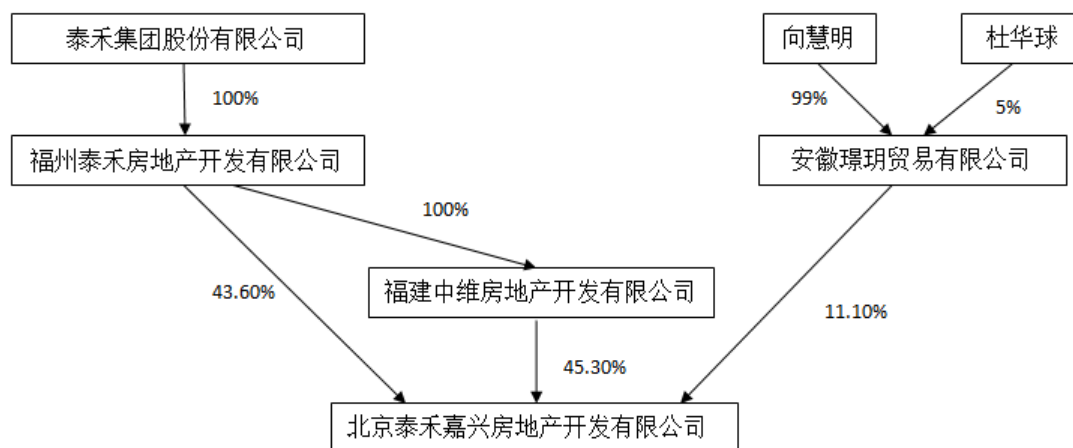 泰禾集团股份有限公司
向慧明
杜华球
100%
99%
5%
福州泰禾房地产开发有限公司
安徽璟玥贸易有限公司
100%
43.60%
福建中维房地产开发有限公司
11.10%
45.30%
北京泰禾嘉兴房地产开发有限公司